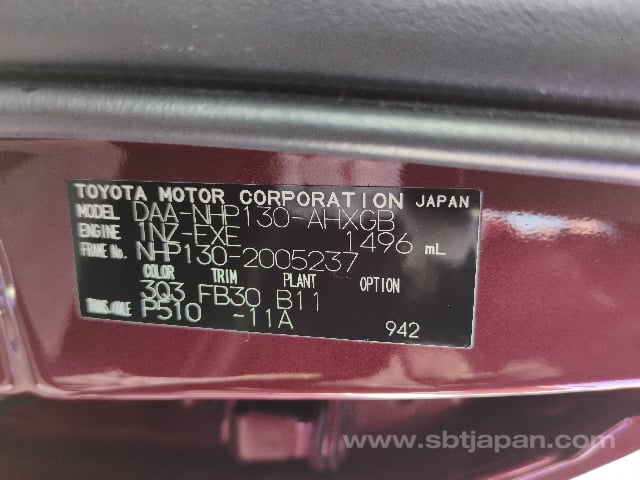 TOYOTA MOTOR CORPORATION JAPAN
MODEL DAA-NHP130-AHXGB
ENGINE 1NZ-FXE 1496 mL
FRAME No. NHP130-2005237
COLOR TRIM PLANT OPTION
3Q3 FB30 B11
TRANS/AXLE P510 -11A
942
www.sbtjapan.com